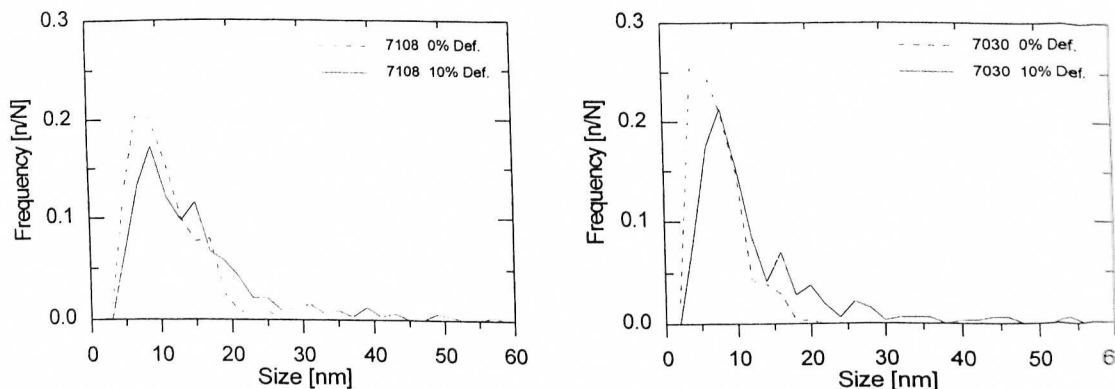 0.3
7108 0% Def.
7108 10% Def.
0.2
Frequency [n/N]
0.1
0.0
0 10 20 30 40 50 60
Size [nm]
0.3
7030 0% Def.
7030 10% Def.
0.2
Frequency [n/N]
0.1
0.0
0 10 20 30 40 50 6
Size [nm]